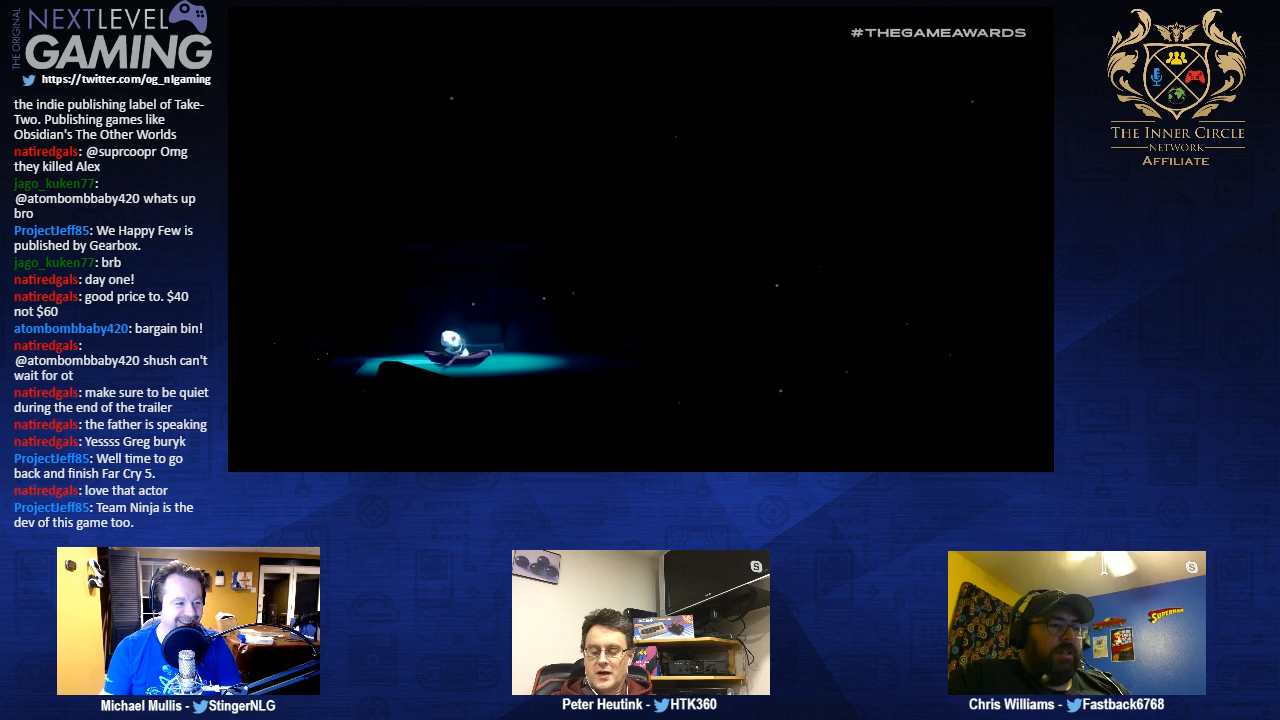 THE ORIGINAL
NEXTLEVEL
GAMING
https://twitter.com/og_nlgaming
the indie publishing label of Take-
Two. Publishing games like
Obsidian's The Other Worlds
natiredgals: @suprcoopr Omg
they killed Alex
jago_kuken77:
@atombombbaby420 whats up
bro
ProjectJeff85: We Happy Few is
published by Gearbox.
jago_kuken77: brb
natiredgals: day one!
natiredgals: good price to. $40
not $60
atombombbaby420: bargain bin!
natiredgals:
@atombombbaby420 shush can't
wait for ot
natiredgals: make sure to be quiet
during the end of the trailer
natiredgals: the father is speaking
natiredgals: Yessss Greg buryk
ProjectJeff85: Well time to go
back and finish Far Cry 5.
natiredgals: love that actor
ProjectJeff85: Team Ninja is the
dev of this game too.
#THEGAMEAWARDS
THE INNER CIRCLE
NETWORK
AFFILIATE
SUPERMAN
Michael Mullis - StingerNLG
Peter Heutink - HTK360
Chris Williams - Fastback6768